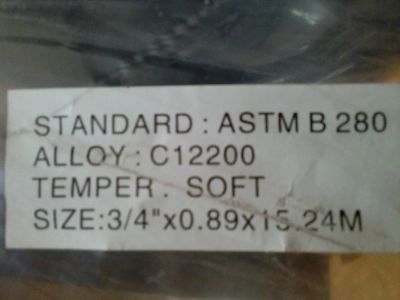 STANDARD : ASTM B 280
ALLOY : C12200
TEMPER : SOFT
SIZE:3/4"x0.89x15.24M